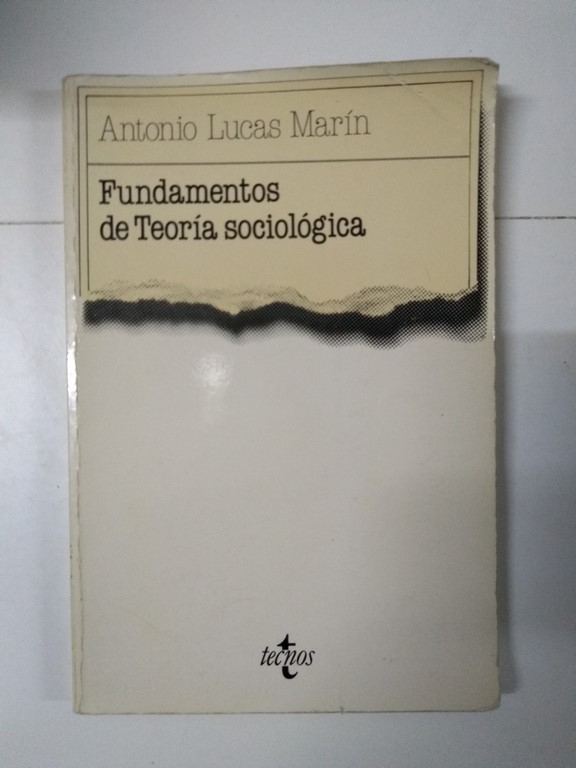 Antonio Lucas Marín
Fundamentos
de Teoría sociológica
tecnos